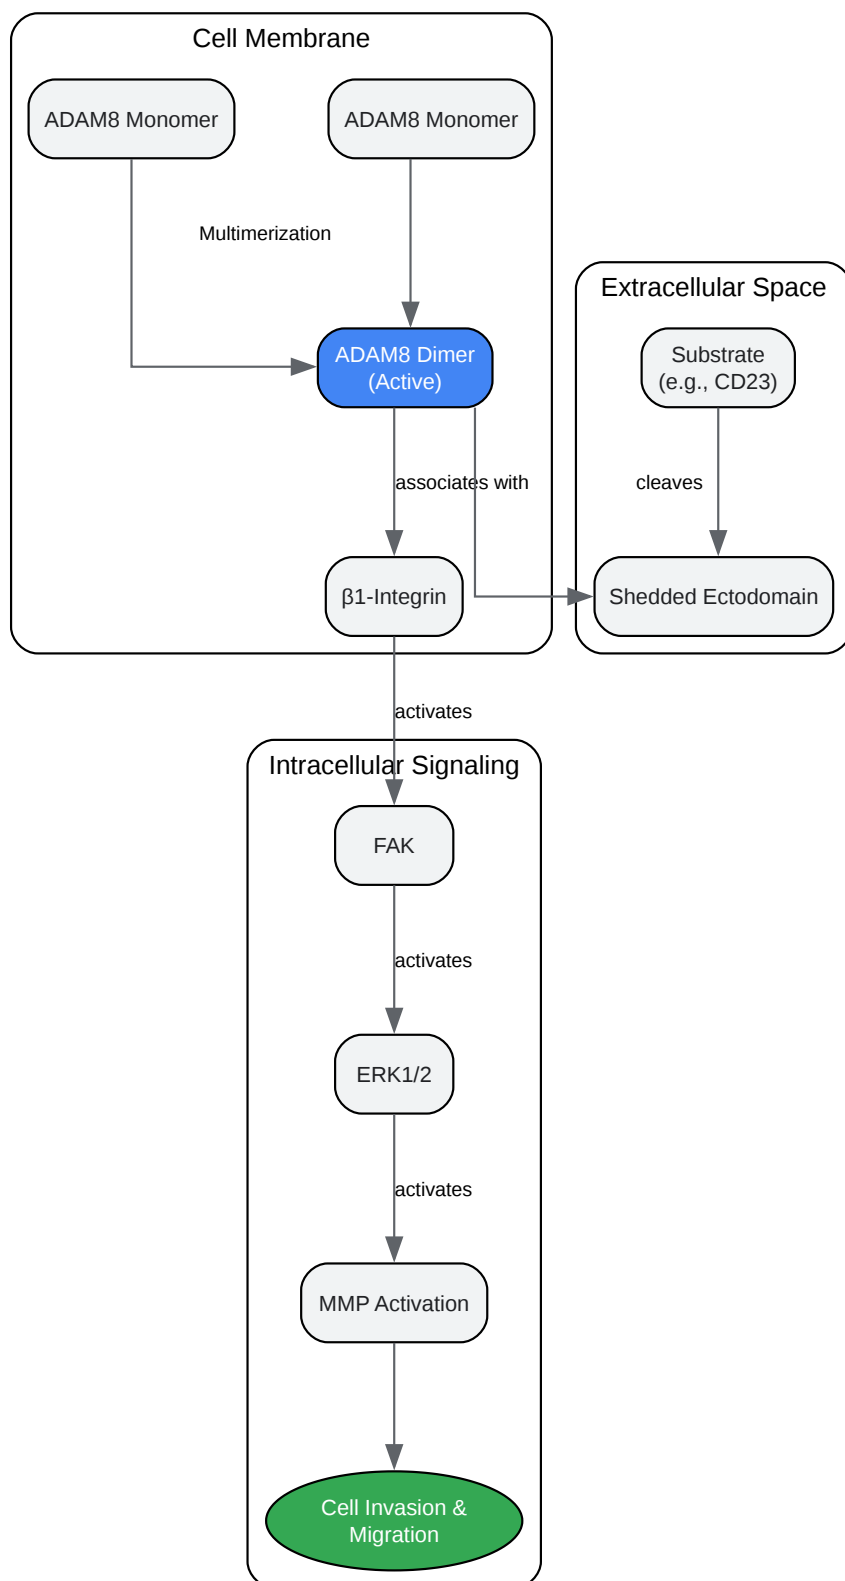 Cell Membrane
ADAM8 Monomer
ADAM8 Monomer
Multimerization
Extracellular Space
ADAM8 Dimer
(Active)
Substrate
(e.g., CD23)
associates with
cleaves
β1-Integrin
Shedded Ectodomain
activates
Intracellular Signaling
FAK
activates
ERK1/2
activates
MMP Activation
Cell Invasion &
Migration